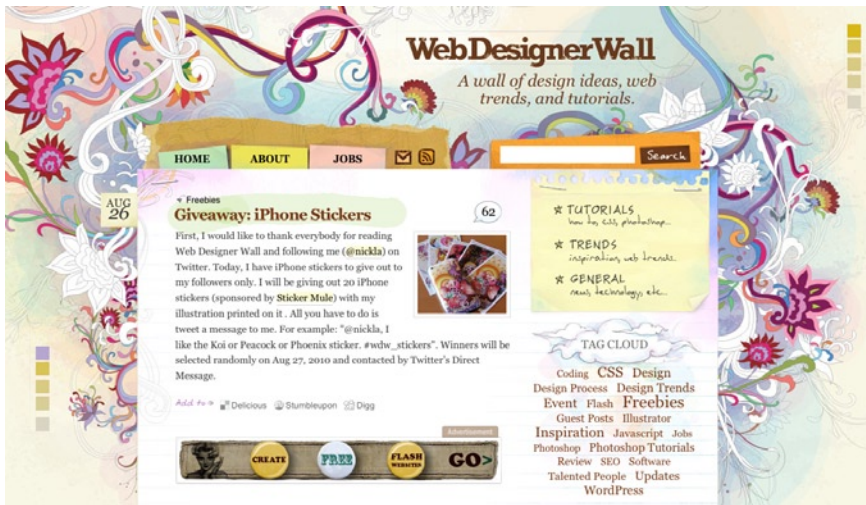 WebDesignerWall
A wall of design ideas, web
trends, and tutorials.
HOME
ABOUT
JOBS
Search
AUG
26
Freebies
Giveaway: iPhone Stickers
62
First, I would like to thank everybody for reading
Web Designer Wall and following me (@nickla) on
Twitter. Today, I have iPhone stickers to give out to
my followers only. I will be giving out 20 iPhone
stickers (sponsored by Sticker Mule) with my
illustration printed on it . All you have to do is
tweet a message to me. For example: "@nickla, I
like the Koi or Peacock or Phoenix sticker. #wdw_stickers". Winners will be
selected randomly on Aug 27, 2010 and contacted by Twitter's Direct
Message.
Add to
Delicious
Stumbleupon
Digg
Advertisement
CREATE
FREE
FLASH
WEBSITES
GO>
TUTORIALS
how to, css, photoshop...
TRENDS
inspiration, web trends..
GENERAL
news, technology, etc...
TAG CLOUD
Coding CSS Design
Design Process Design Trends
Event Flash Freebies
Guest Posts Illustrator
Inspiration Javascript Jobs
Photoshop Photoshop Tutorials
Review SEO Software
Talented People Updates
WordPress